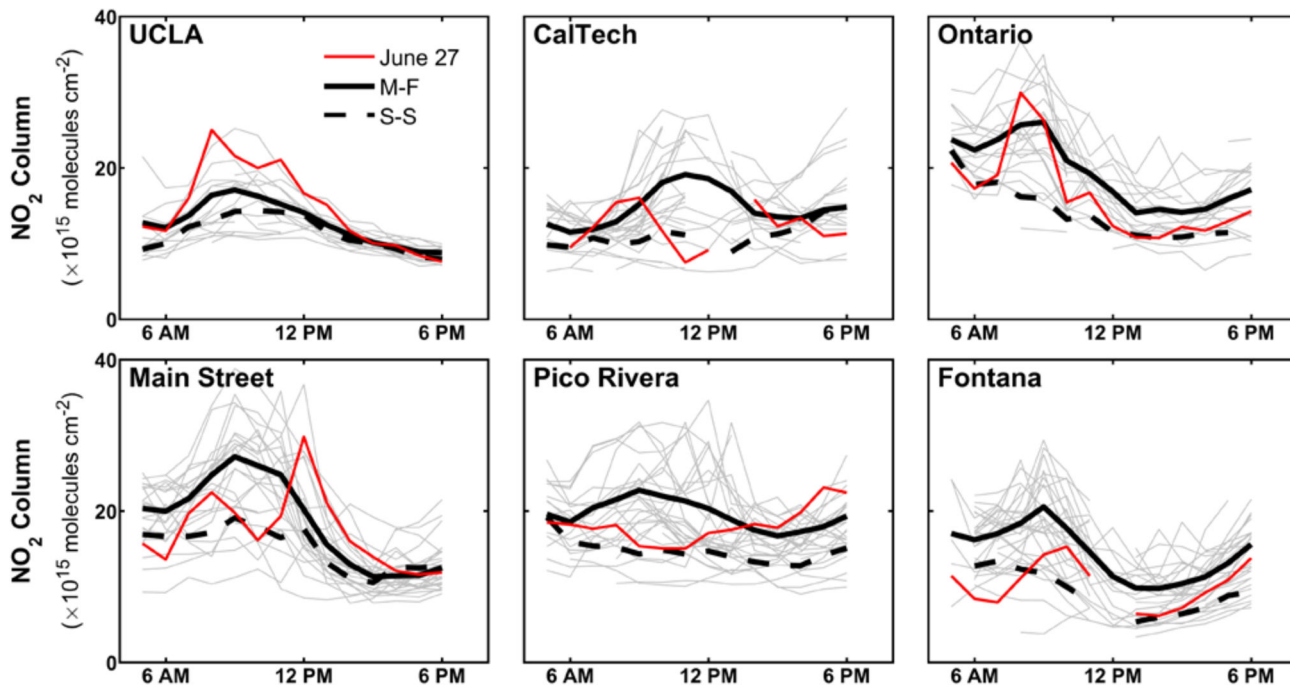 40
20
0
NO2 Column
(×10^15 molecules cm^-2)
UCLA
June 27
M-F
S-S
6 AM 12 PM 6 PM
CalTech
6 AM 12 PM 6 PM
Ontario
6 AM 12 PM 6 PM
40
20
0
NO2 Column
(×10^15 molecules cm^-2)
Main Street
6 AM 12 PM 6 PM
Pico Rivera
6 AM 12 PM 6 PM
Fontana
6 AM 12 PM 6 PM